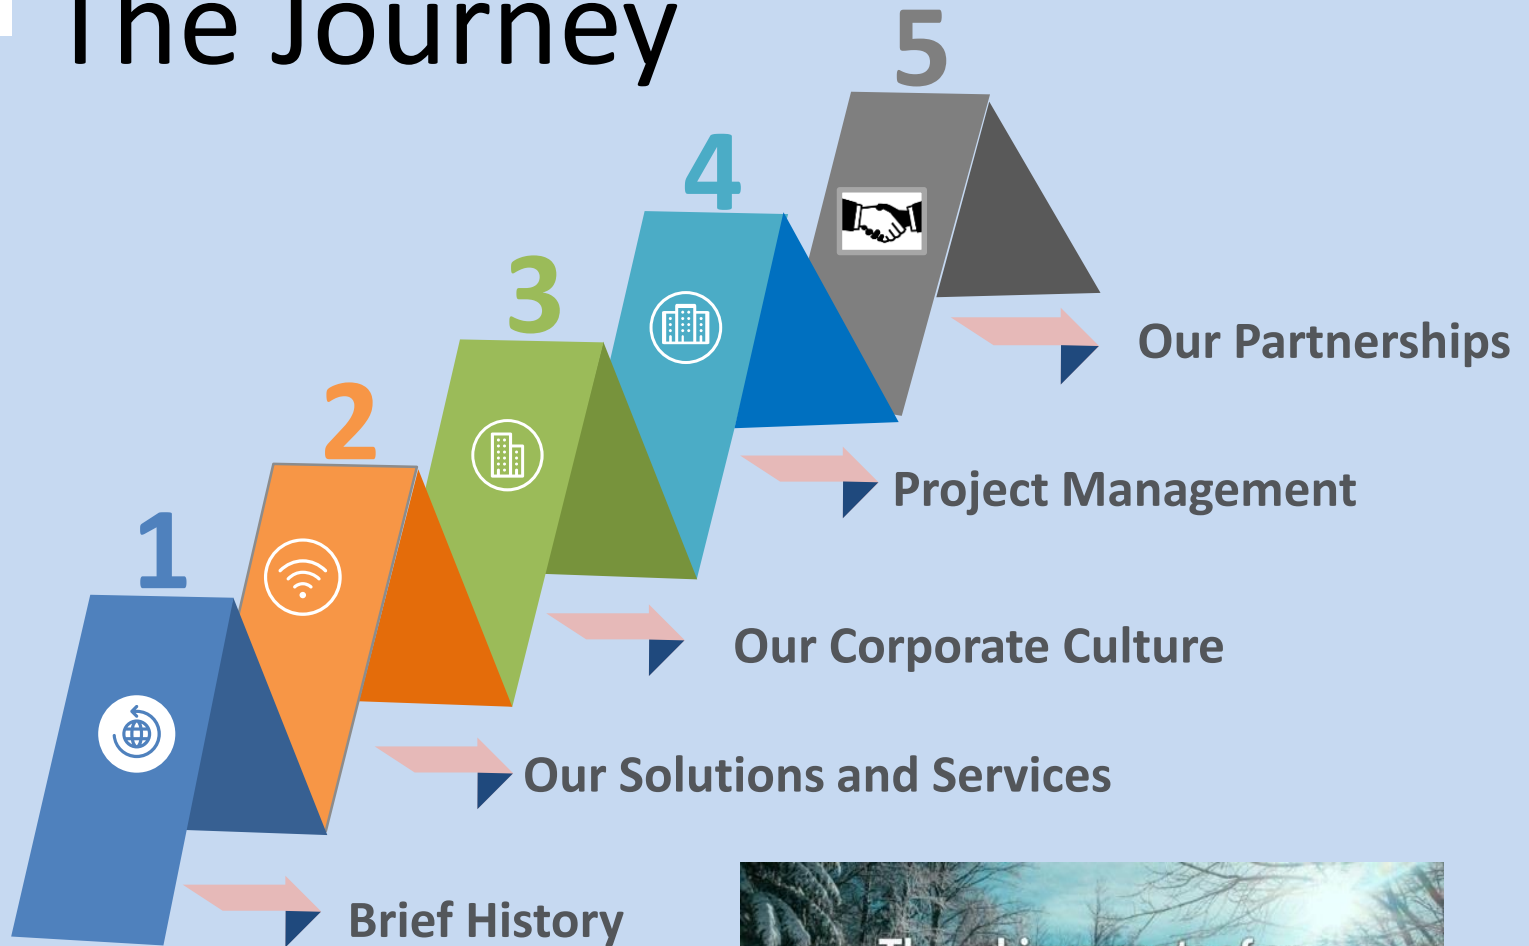 The Journey
5
4
3
2
1
Our Partnerships
Project Management
Our Corporate Culture
Our Solutions and Services
Brief History